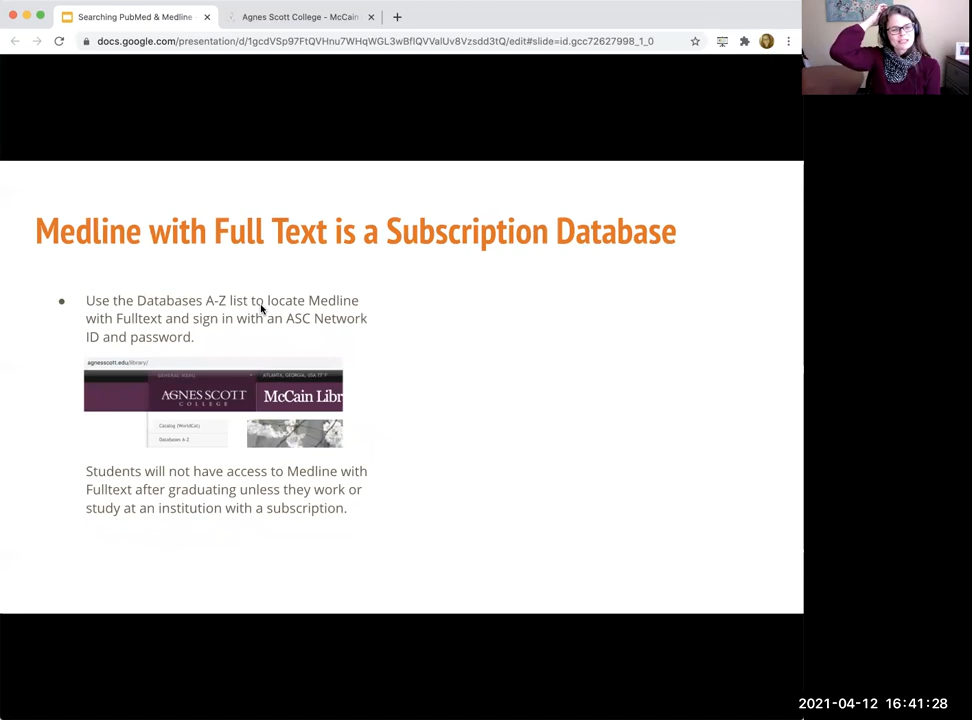 Searching PubMed & Medline
Agnes Scott College - McCain
docs.google.com/presentation/d/1gcdVSp97FtQVHnu7WHqWGL3wBflQVValUv8Vzsdd3tQ/edit#slide=id.gcc72627998_1_0
Medline with Full Text is a Subscription Database
● Use the Databases A-Z list to locate Medline
with Fulltext and sign in with an ASC Network
ID and password.
agnesscott.edu/library/
ATLANTA, GEORGIA, USA
AGNES SCOTT
COLLEGE
McCain Libr
Catalog (WorldCat)
Databases A-Z
Students will not have access to Medline with
Fulltext after graduating unless they work or
study at an institution with a subscription.
2021-04-12 16:41:28